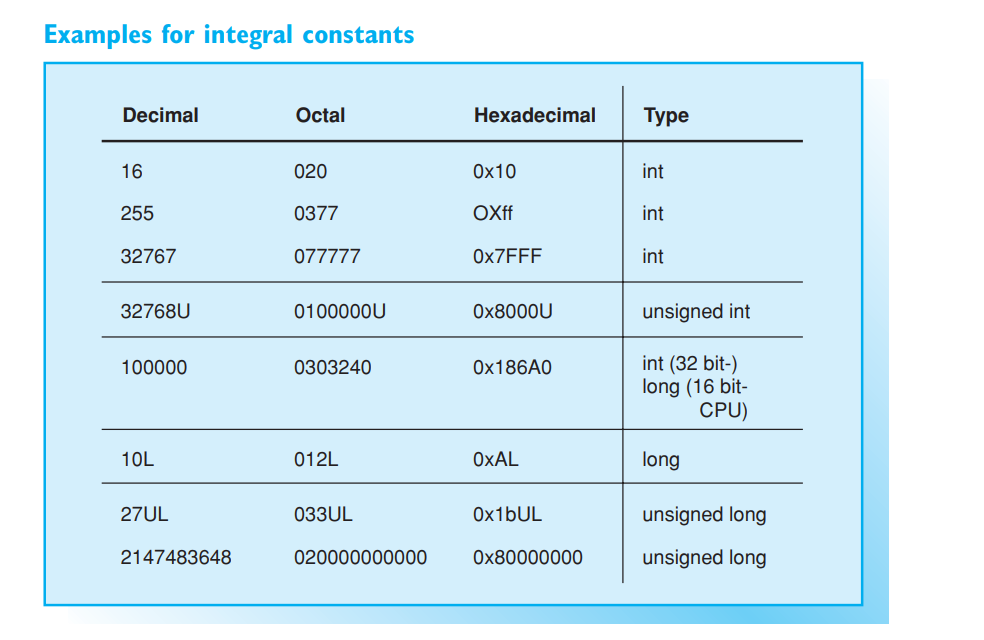 Examples for integral constants
Decimal Octal Hexadecimal Type
16 020 0x10 int
255 0377 OXff int
32767 077777 0x7FFF int
32768U 0100000U 0x8000U unsigned int
100000 0303240 0x186A0 int (32 bit-)
long (16 bit-
CPU)
10L 012L 0xAL long
27UL 033UL 0x1bUL unsigned long
2147483648 020000000000 0x80000000 unsigned long